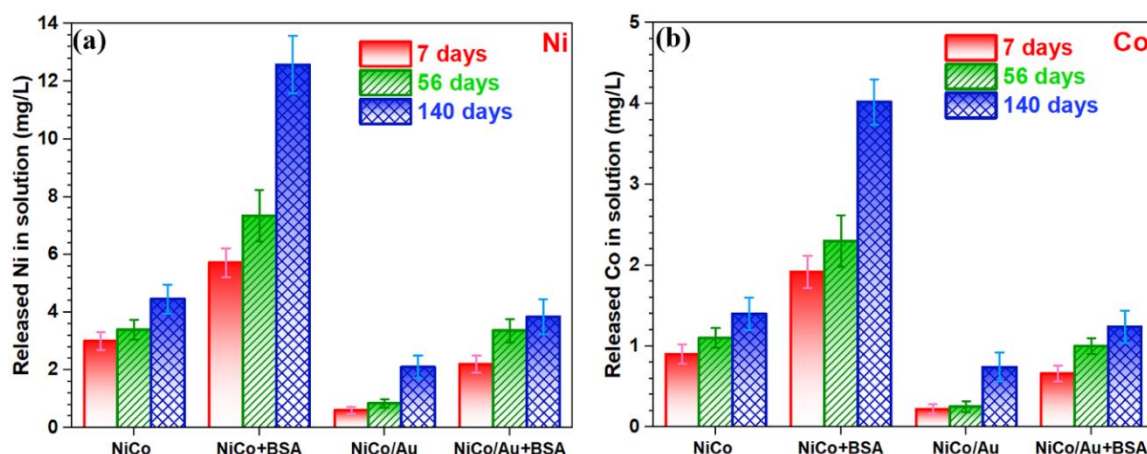 (a)
Ni
7 days
56 days
140 days
Released Ni in solution (mg/L)
14
12
10
8
6
4
2
0
NiCo
NiCo+BSA
NiCo/Au
NiCo/Au+BSA
(b)
Co
7 days
56 days
140 days
Released Co in solution (mg/L)
5
4
3
2
1
0
NiCo
NiCo+BSA
NiCo/Au
NiCo/Au+BSA